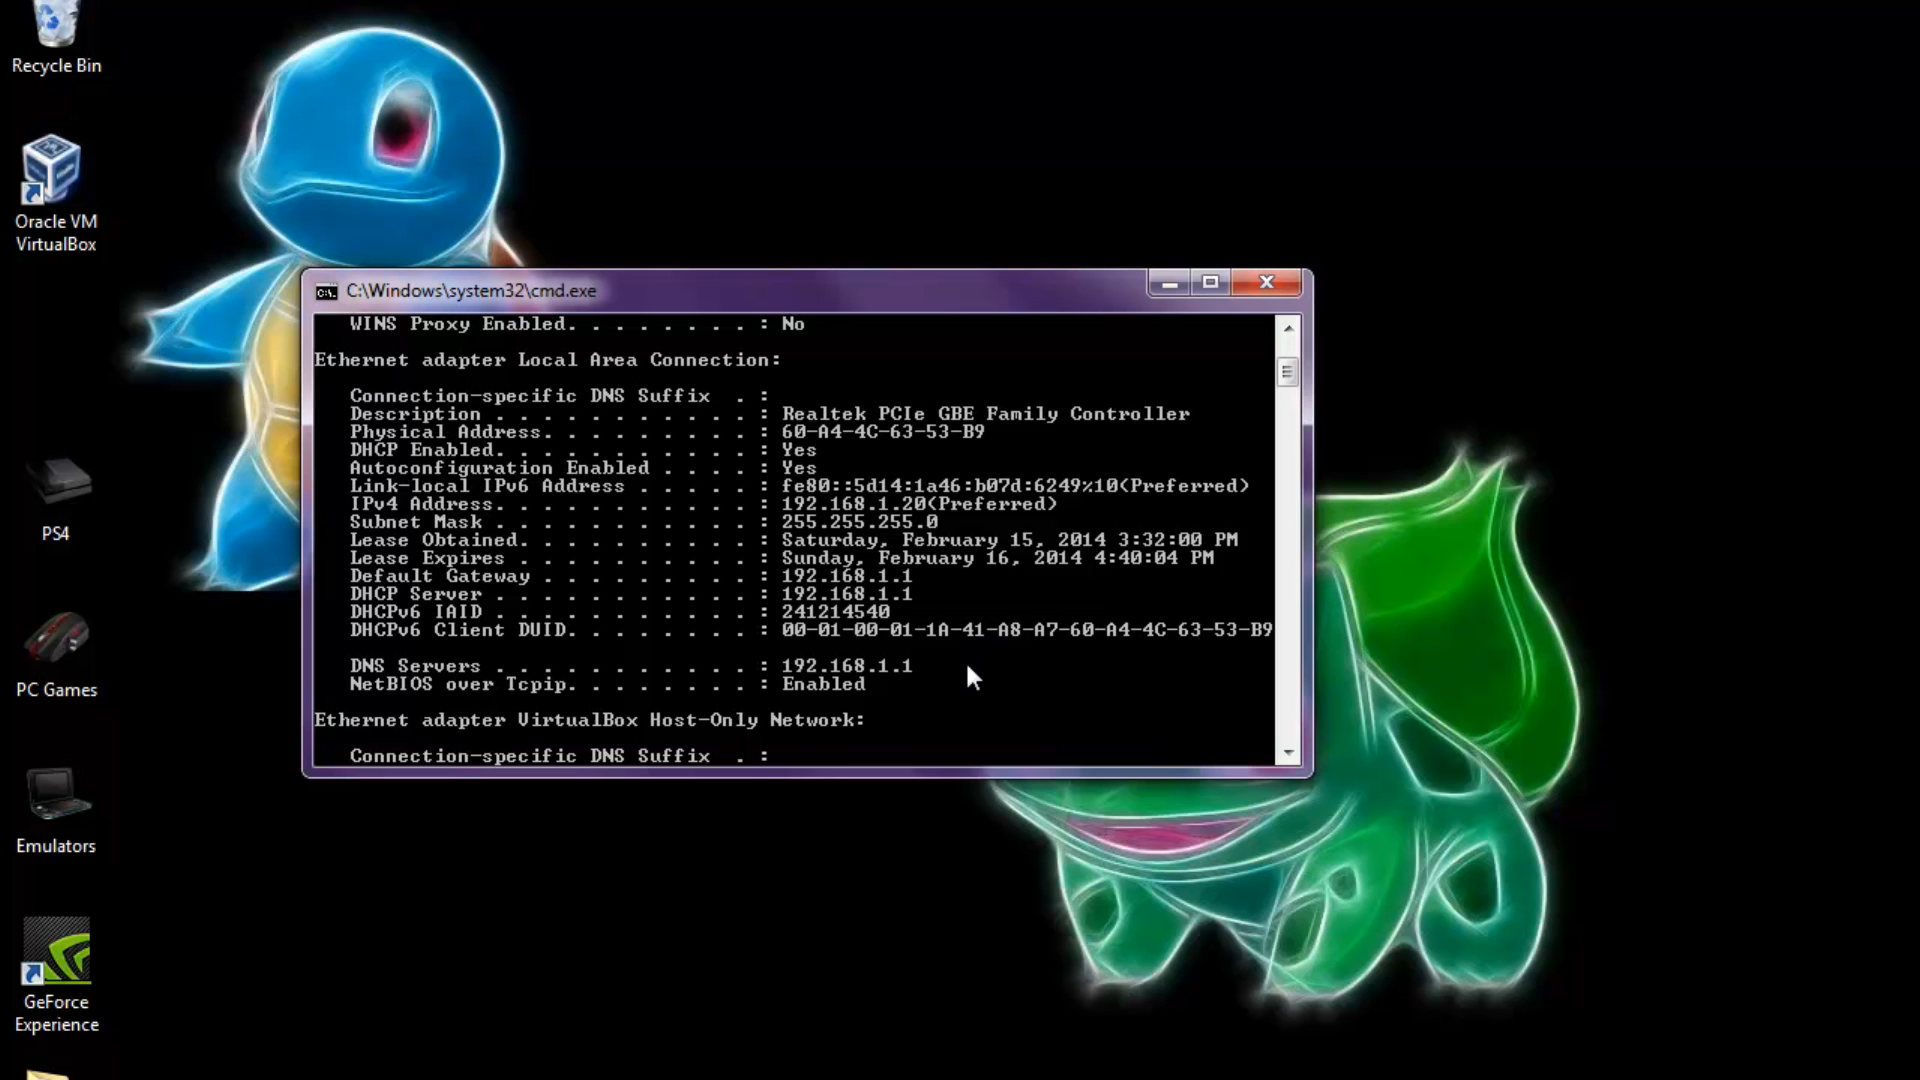 Recycle Bin
Oracle VM
VirtualBox
PS4
PC Games
Emulators
GeForce
Experience
C:\Windows\system32\cmd.exe
WINS Proxy Enabled. . . . . . . . : No
Ethernet adapter Local Area Connection:
Connection-specific DNS Suffix  . :
Description . . . . . . . . . . . : Realtek PCIe GBE Family Controller
Physical Address. . . . . . . . . : 60-A4-4C-63-53-B9
DHCP Enabled. . . . . . . . . . . : Yes
Autoconfiguration Enabled . . . . : Yes
Link-local IPv6 Address . . . . . : fe80::5d14:1a46:b07d:6249%10(Preferred)
IPv4 Address. . . . . . . . . . . : 192.168.1.20(Preferred)
Subnet Mask . . . . . . . . . . . : 255.255.255.0
Lease Obtained. . . . . . . . . . : Saturday, February 15, 2014 3:32:00 PM
Lease Expires . . . . . . . . . . : Sunday, February 16, 2014 4:40:04 PM
Default Gateway . . . . . . . . . : 192.168.1.1
DHCP Server . . . . . . . . . . . : 192.168.1.1
DHCPv6 IAID . . . . . . . . . . . : 241214540
DHCPv6 Client DUID. . . . . . . . : 00-01-00-01-1A-41-A8-A7-60-A4-4C-63-53-B9
DNS Servers . . . . . . . . . . . : 192.168.1.1
NetBIOS over Tcpip. . . . . . . . : Enabled
Ethernet adapter VirtualBox Host-Only Network:
Connection-specific DNS Suffix  . :